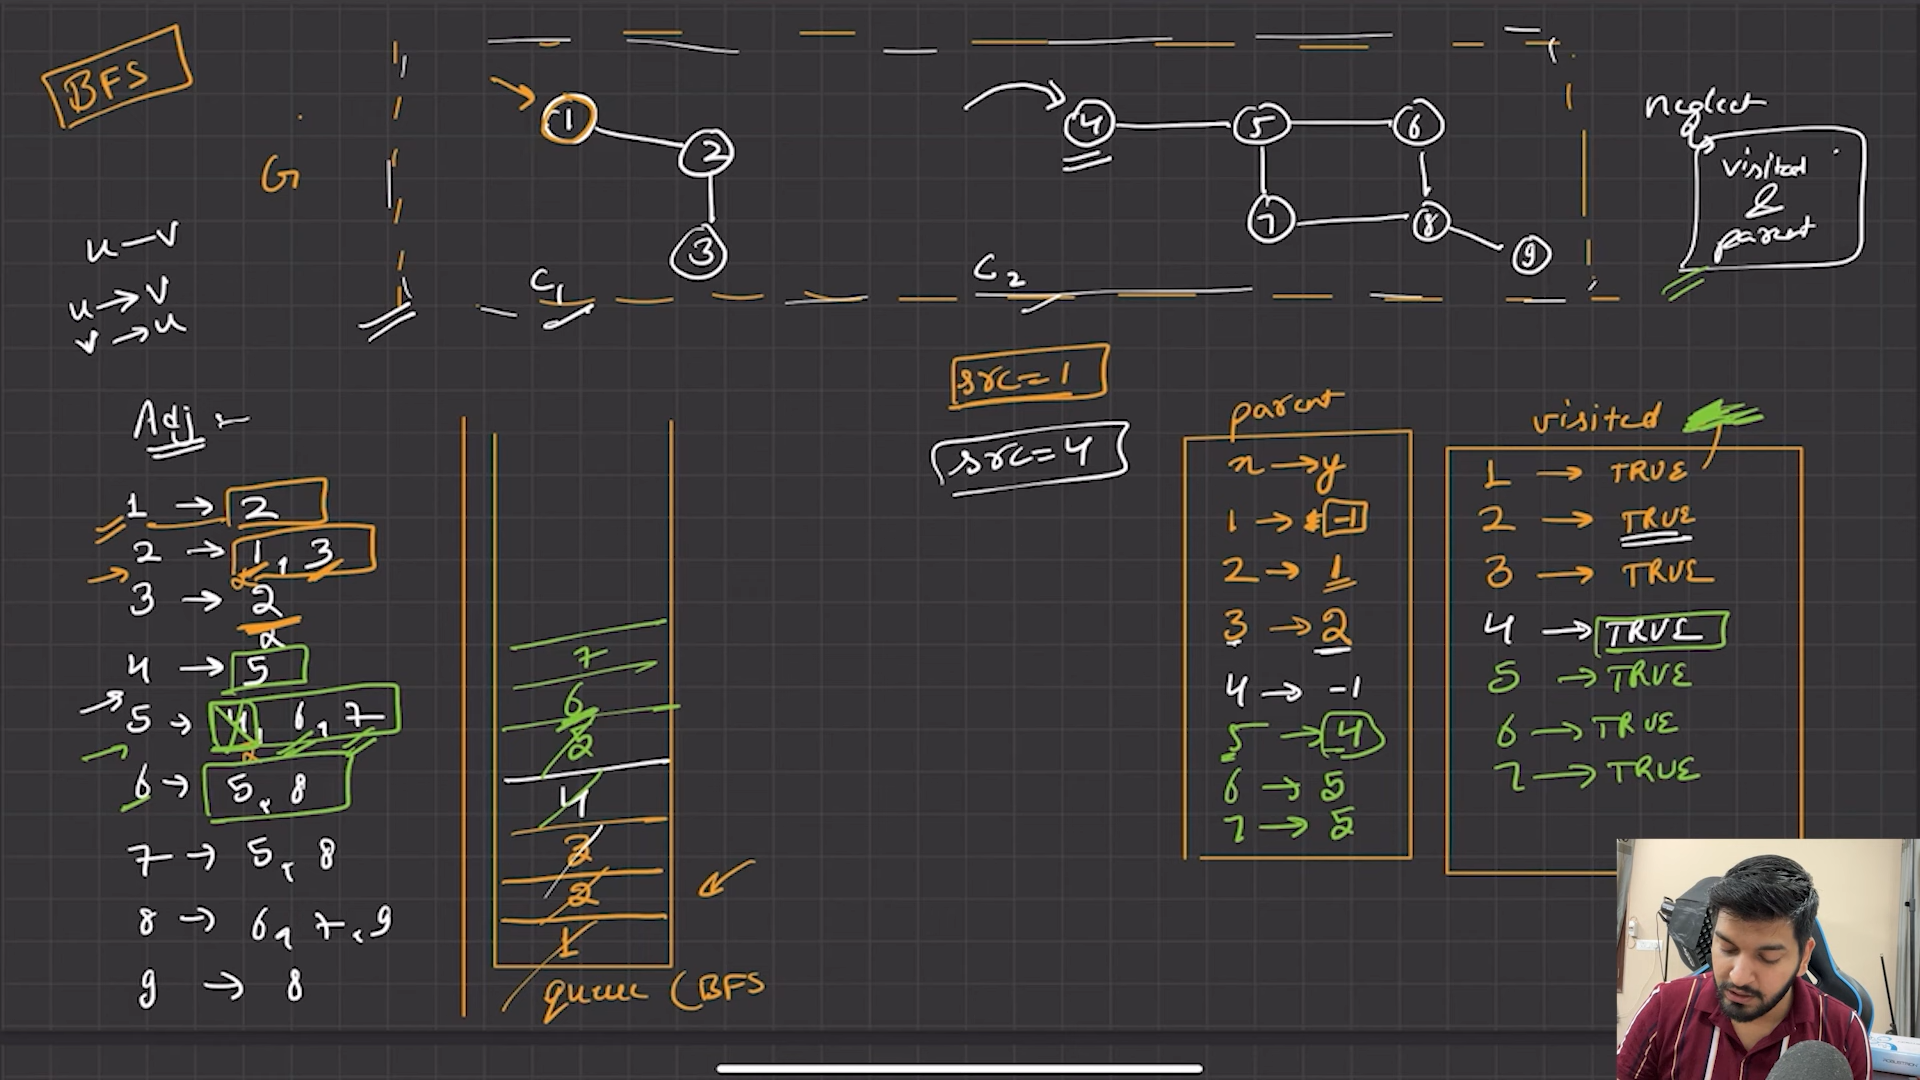 BFS
G
u—v
u→v
v→u
1
2
3
C1
4
5
6
7
8
9
C2
neglect
visited
&
parent
src=1
src=4
Adj :-
1 → 2
2 → 1, 3
3 → 2
4 → 5
5 → 4, 6, 7
6 → 5, 8
7 → 5, 8
8 → 6, 7, 9
9 → 8
7
6
5
4
3
2
1
queue (BFS
parent
x → y
1 → -1
2 → 1
3 → 2
4 → -1
5 → 4
6 → 5
7 → 5
visited
1 → TRUE
2 → TRUE
3 → TRUE
4 → TRUE
5 → TRUE
6 → TRUE
7 → TRUE